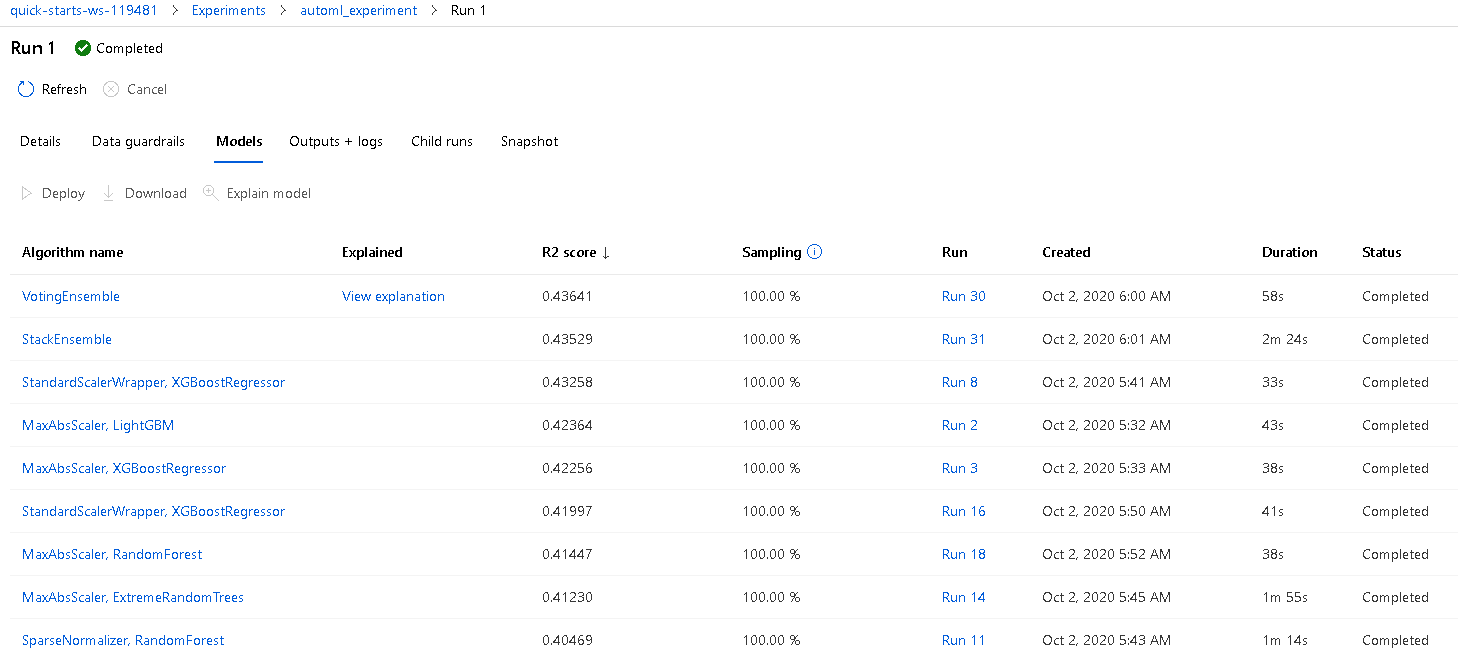 quick-starts-ws-119481 > Experiments > automl_experiment > Run 1
Run 1 Completed
Refresh Cancel
Details Data guardrails Models Outputs + logs Child runs Snapshot
Deploy Download Explain model
Algorithm name Explained R2 score ↓ Sampling Run Created Duration Status
VotingEnsemble View explanation 0.43641 100.00 % Run 30 Oct 2, 2020 6:00 AM 58s Completed
StackEnsemble 0.43529 100.00 % Run 31 Oct 2, 2020 6:01 AM 2m 24s Completed
StandardScalerWrapper, XGBoostRegressor 0.43258 100.00 % Run 8 Oct 2, 2020 5:41 AM 33s Completed
MaxAbsScaler, LightGBM 0.42364 100.00 % Run 2 Oct 2, 2020 5:32 AM 43s Completed
MaxAbsScaler, XGBoostRegressor 0.42256 100.00 % Run 3 Oct 2, 2020 5:33 AM 38s Completed
StandardScalerWrapper, XGBoostRegressor 0.41997 100.00 % Run 16 Oct 2, 2020 5:50 AM 41s Completed
MaxAbsScaler, RandomForest 0.41447 100.00 % Run 18 Oct 2, 2020 5:52 AM 38s Completed
MaxAbsScaler, ExtremeRandomTrees 0.41230 100.00 % Run 14 Oct 2, 2020 5:45 AM 1m 55s Completed
SparseNormalizer, RandomForest 0.40469 100.00 % Run 11 Oct 2, 2020 5:43 AM 1m 14s Completed